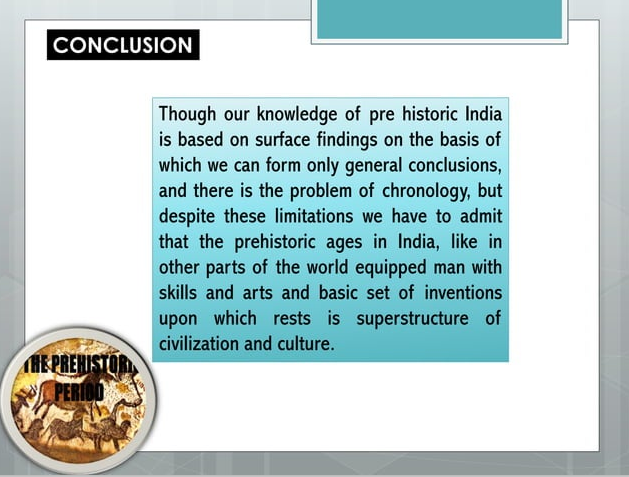 CONCLUSION
Though our knowledge of pre historic India
is based on surface findings on the basis of
which we can form only general conclusions,
and there is the problem of chronology, but
despite these limitations we have to admit
that the prehistoric ages in India, like in
other parts of the world equipped man with
skills and arts and basic set of inventions
upon which rests is superstructure of
civilization and culture.
THE PREHISTORIC
PERIOD